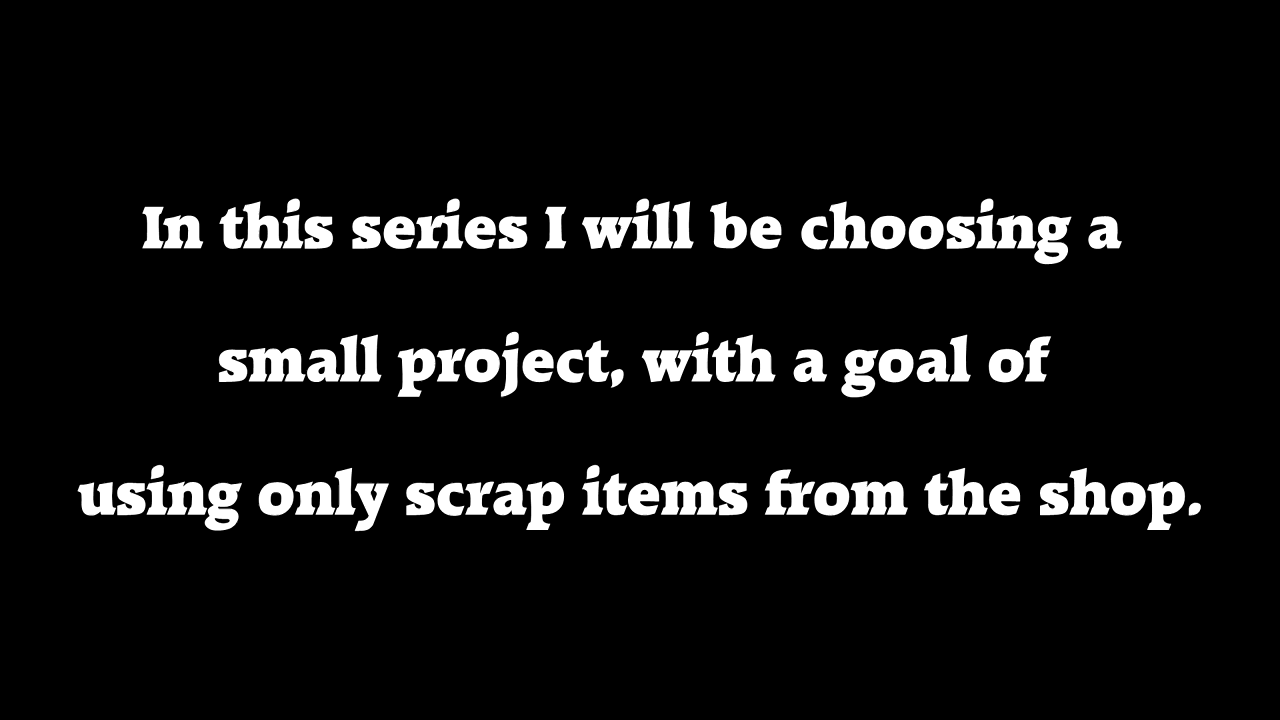 In this series I will be choosing a
small project, with a goal of
using only scrap items from the shop.